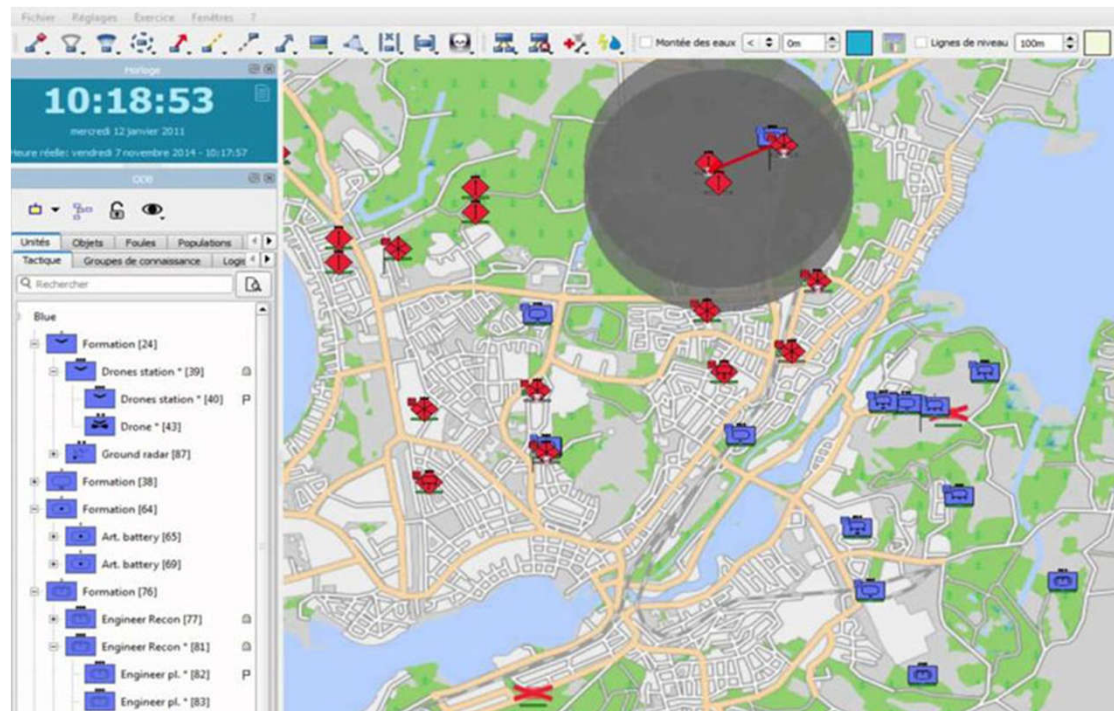 Fichier Réglages Exercice Fenêtres ?
Montée des eaux < 0m Lignes de niveau 100m
Horloge
10:18:53
mercredi 12 janvier 2011
Heure réelle: vendredi 7 novembre 2014 - 10:17:57
ODB
Unités Objets Foules Populations
Tactique Groupes de connaissance Logis
Rechercher
Blue
Formation [24]
Drones station * [39]
Drones station * [40] P
Drone * [43]
Ground radar [87]
Formation [38]
Formation [64]
Art. battery [65]
Art. battery [69]
Formation [76]
Engineer Recon [77]
Engineer Recon * [81]
Engineer pl. * [82] P
Engineer pl. * [83]